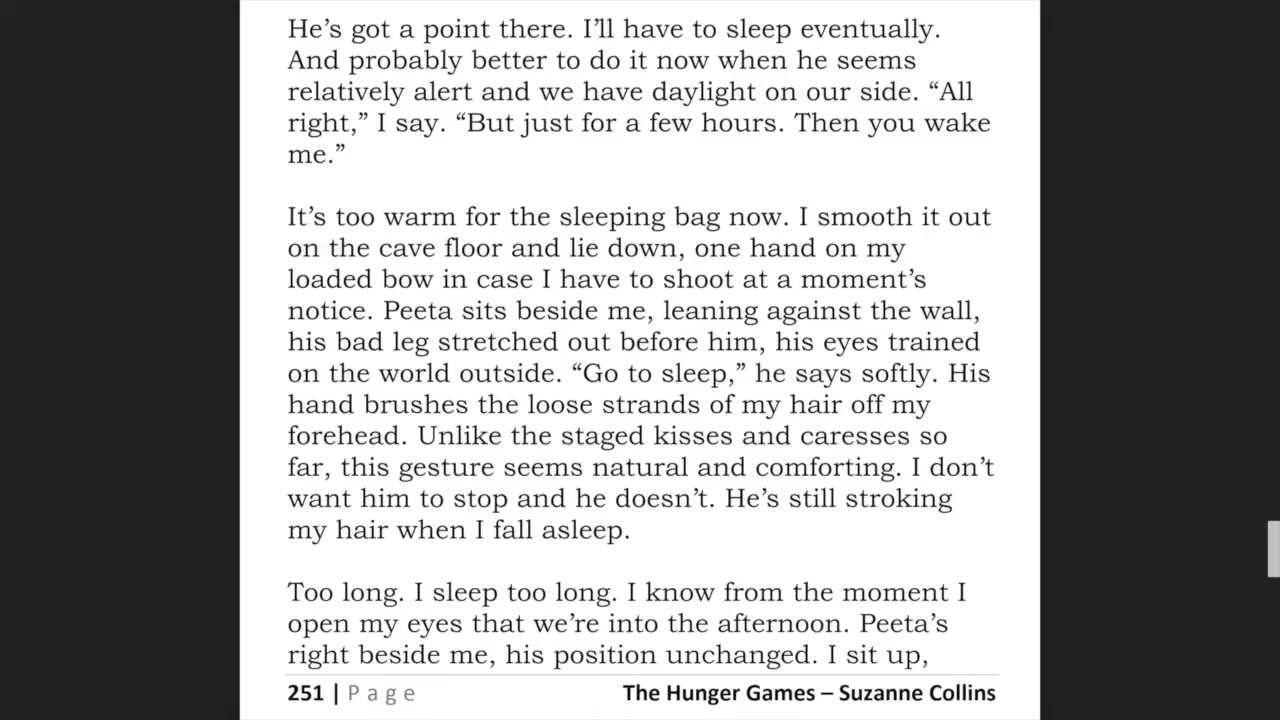 He’s got a point there. I’ll have to sleep eventually.
And probably better to do it now when he seems
relatively alert and we have daylight on our side. “All
right,” I say. “But just for a few hours. Then you wake
me.”
It’s too warm for the sleeping bag now. I smooth it out
on the cave floor and lie down, one hand on my
loaded bow in case I have to shoot at a moment’s
notice. Peeta sits beside me, leaning against the wall,
his bad leg stretched out before him, his eyes trained
on the world outside. “Go to sleep,” he says softly. His
hand brushes the loose strands of my hair off my
forehead. Unlike the staged kisses and caresses so
far, this gesture seems natural and comforting. I don’t
want him to stop and he doesn’t. He’s still stroking
my hair when I fall asleep.
Too long. I sleep too long. I know from the moment I
open my eyes that we’re into the afternoon. Peeta’s
right beside me, his position unchanged. I sit up,
251 | P a g e The Hunger Games – Suzanne Collins